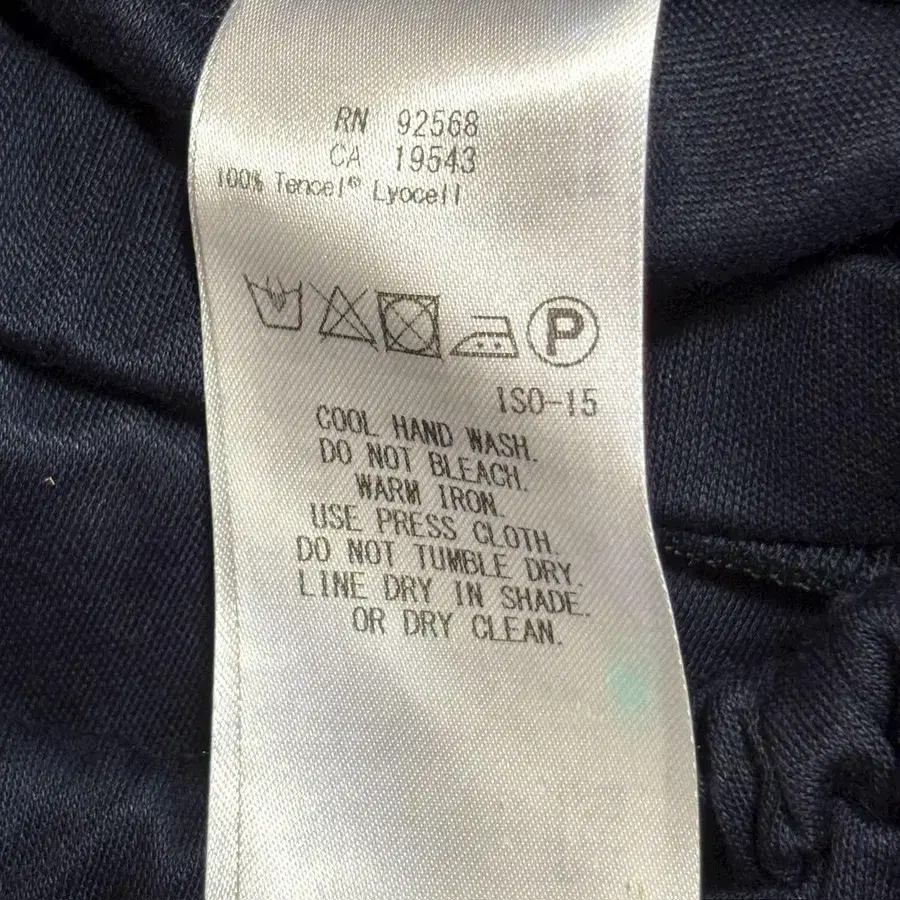 RN 92568
CA 19543
100% Tencel® Lyocell
P
ISO-15
COOL HAND WASH.
DO NOT BLEACH.
WARM IRON.
USE PRESS CLOTH.
DO NOT TUMBLE DRY.
LINE DRY IN SHADE.
OR DRY CLEAN.